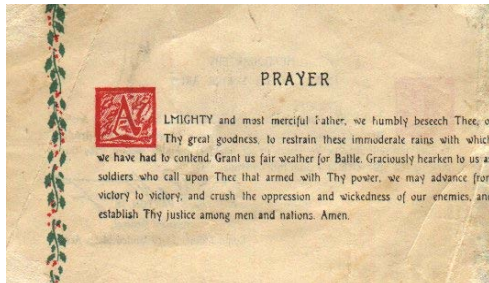 PRAYER
ALMIGHTY and most merciful Father, we humbly beseech Thee, o
Thy great goodness, to restrain these immoderate rains with whic
we have had to contend. Grant us fair weather for Battle. Graciously hearken to us a
soldiers who call upon Thee that armed with Thy power, we may advance fro
victory to victory, and crush the oppression and wickedness of our enemies, an
establish Thy justice among men and nations. Amen.